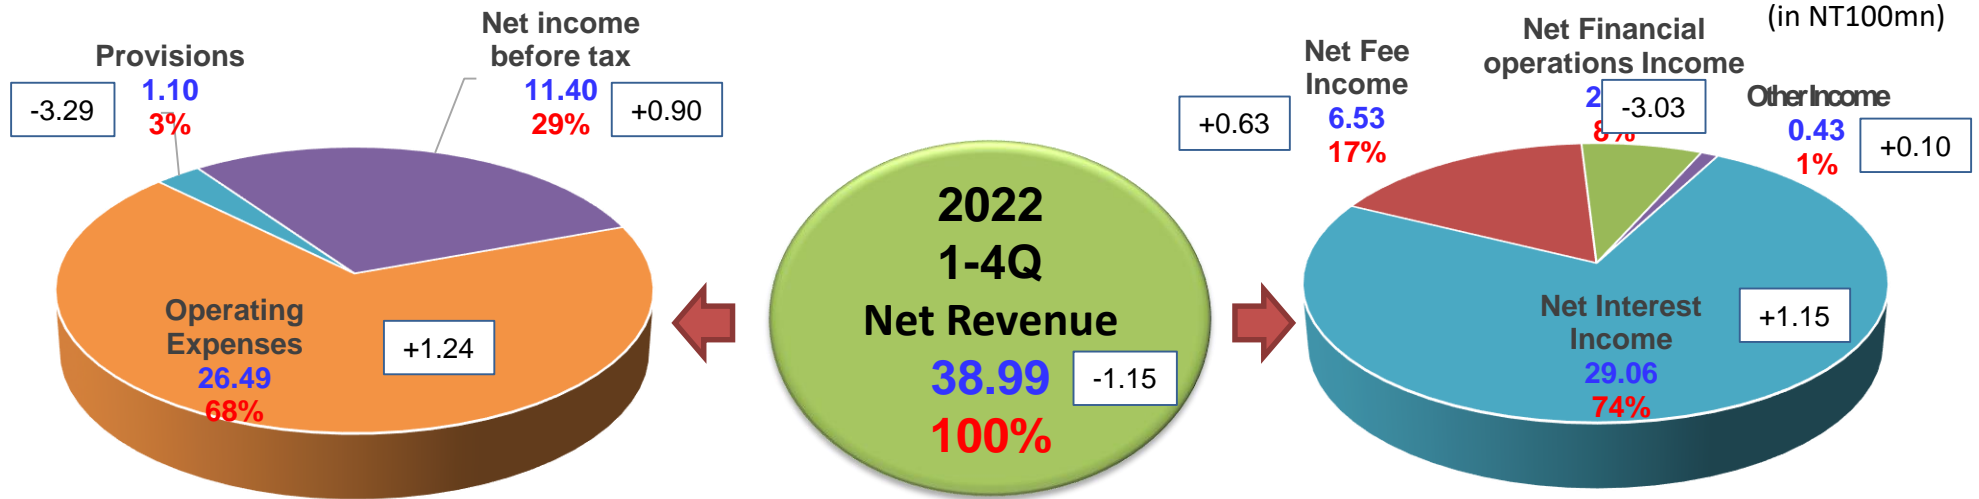 (in NT100mn)
Provisions
1.10
3%
-3.29
Net income
before tax
11.40
29%
+0.90
Operating
Expenses
26.49
68%
+1.24
2022
1-4Q
Net Revenue
38.99
100%
-1.15
Net Fee
Income
6.53
17%
+0.63
Net Financial
operations Income
8%
-3.03
Other Income
0.43
1%
+0.10
Net Interest
Income
29.06
74%
+1.15